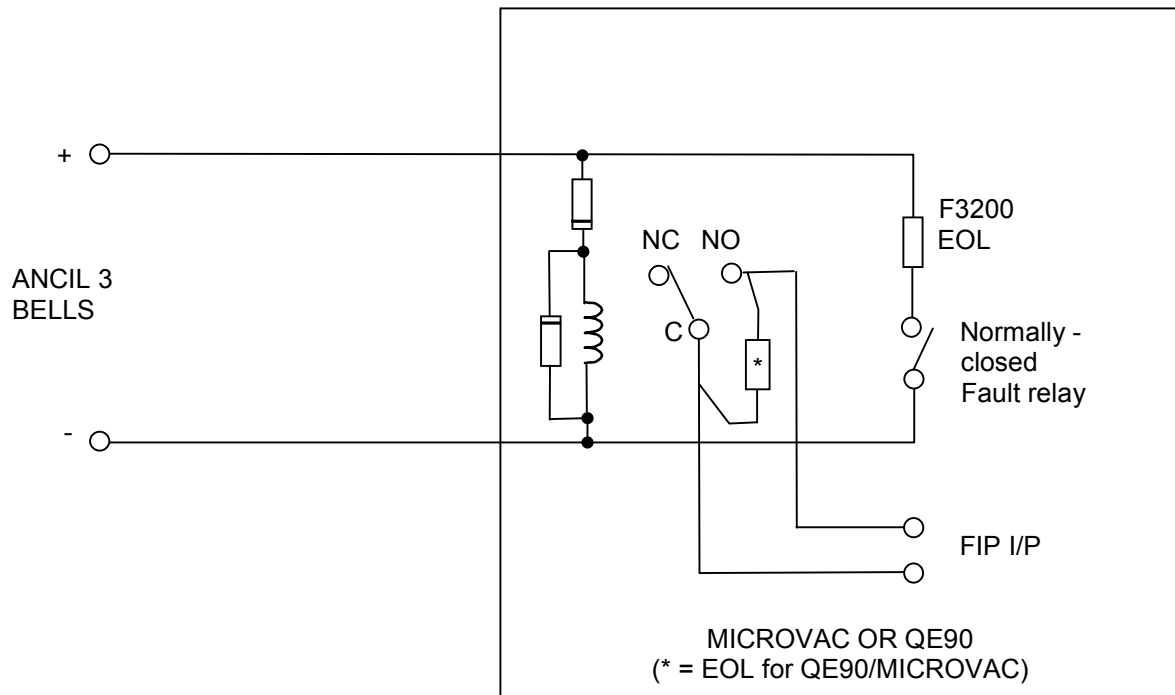 +
F3200
EOL
NC NO
ANCIL 3
BELLS
C
*
Normally -
closed
Fault relay
-
FIP I/P
MICROVAC OR QE90
(* = EOL for QE90/MICROVAC)